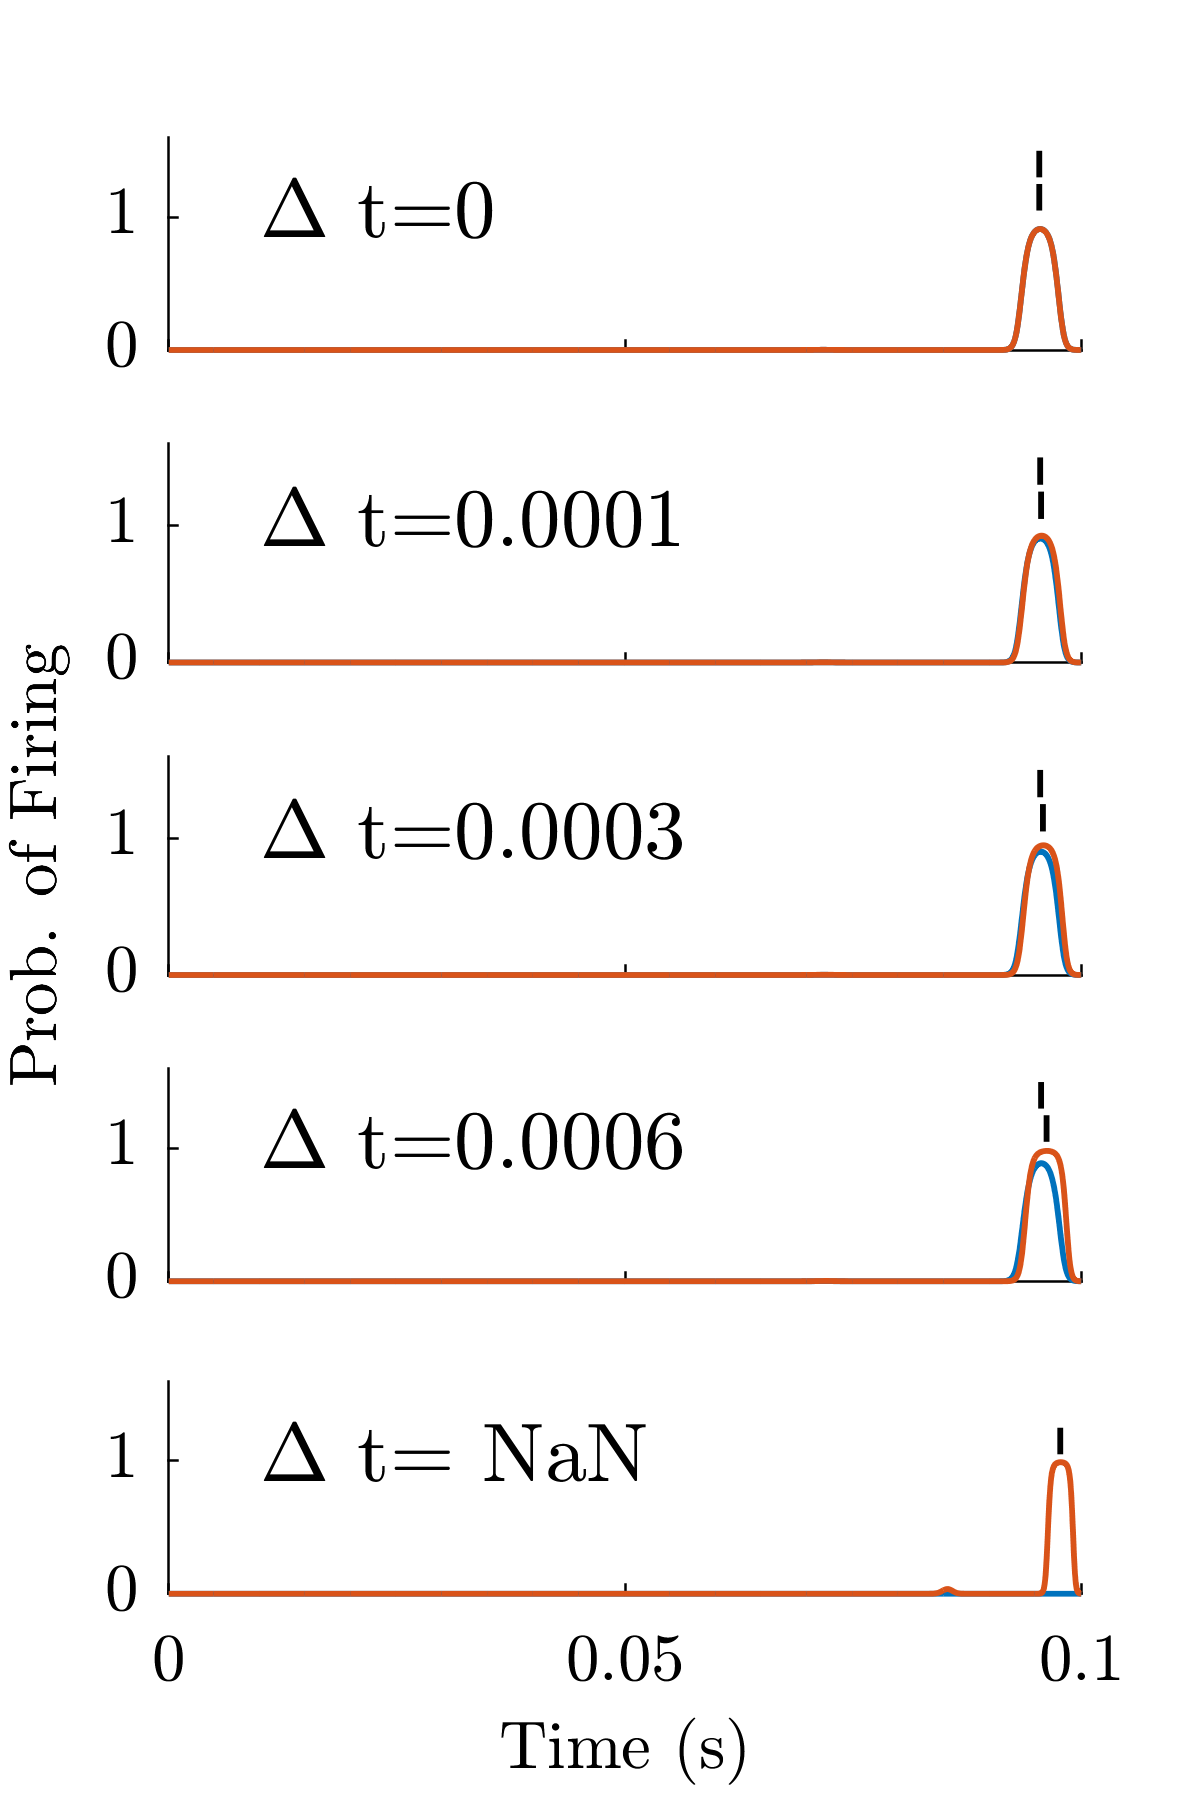 Δ t=0
1
0
Δ t=0.0001
1
0
Δ t=0.0003
1
0
Δ t=0.0006
1
0
Δ t= NaN
1
0
0 0.05 0.1
Time (s)
Prob. of Firing